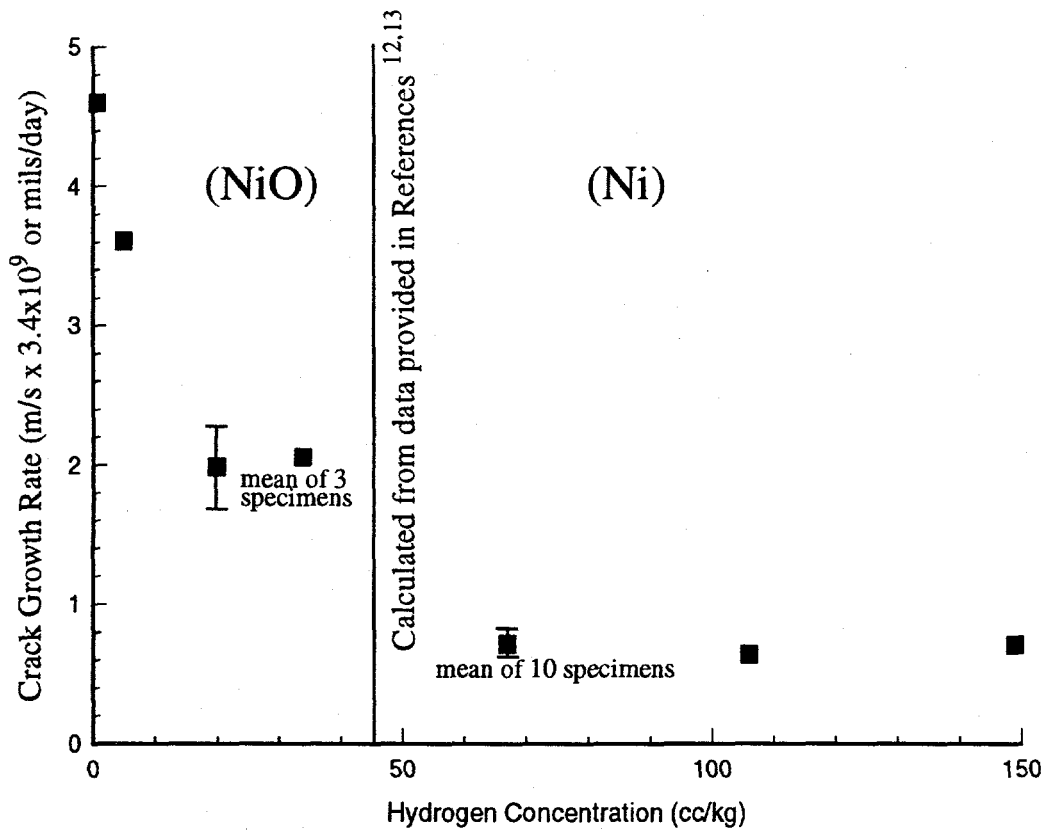 Crack Growth Rate (m/s x 3.4x10⁹ or mils/day)
5
4
3
2
1
0
(NiO)
(Ni)
Calculated from data provided in References 12,13
mean of 3
specimens
mean of 10 specimens
0
50
100
150
Hydrogen Concentration (cc/kg)